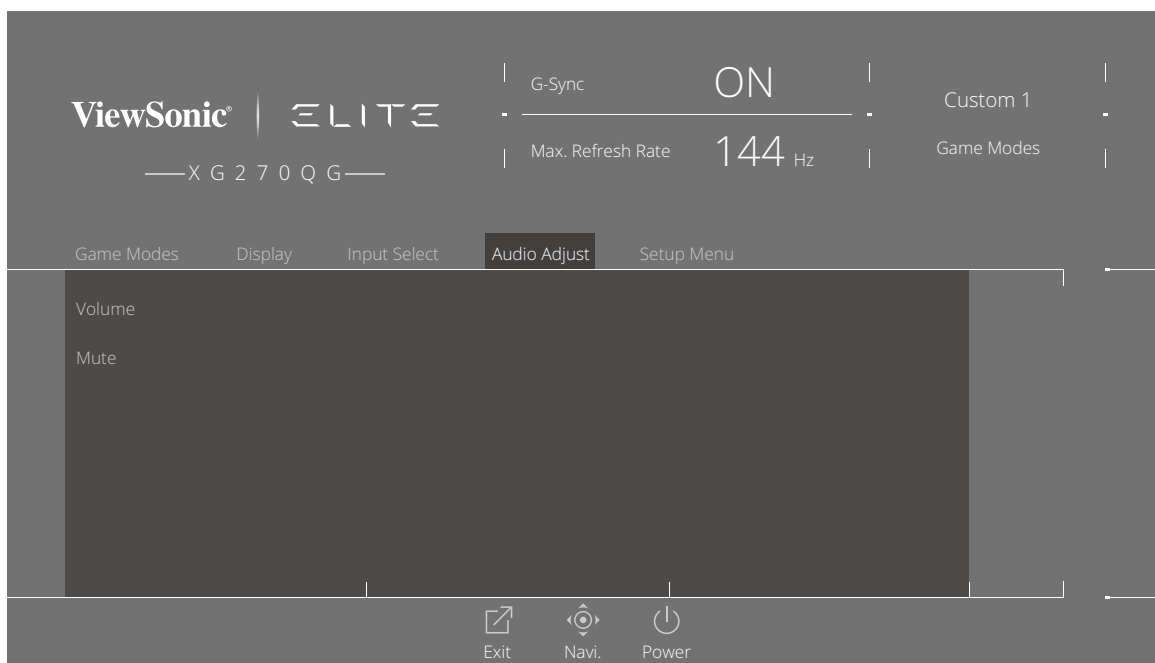 ViewSonic® ELITE
XG270QG
G-Sync ON
Max. Refresh Rate 144 Hz
Custom 1
Game Modes
Game Modes Display Input Select Audio Adjust Setup Menu
Volume
Mute
Exit Navi. Power